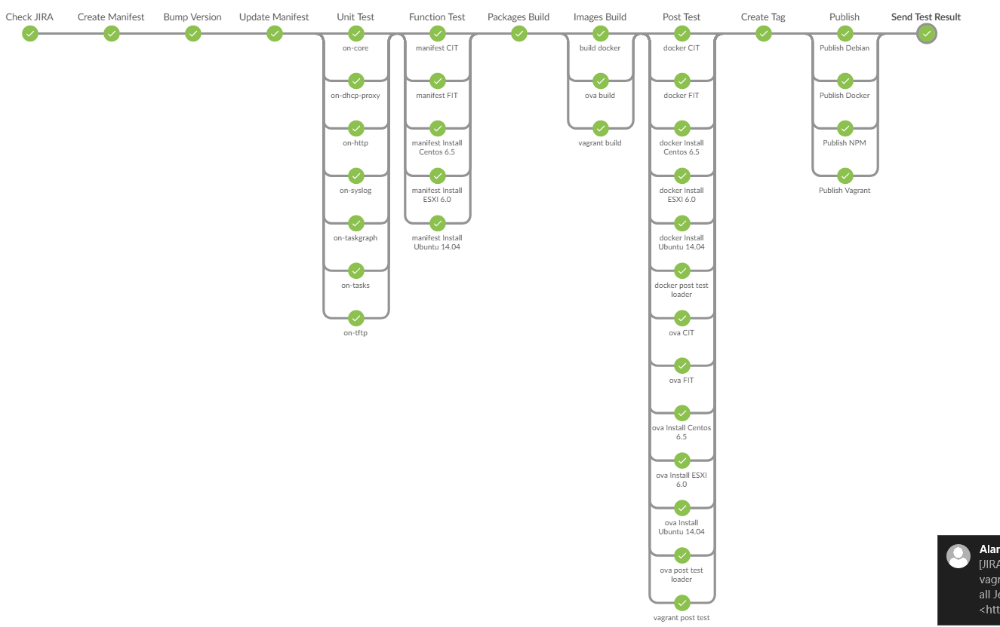 Check JIRA
Create Manifest
Bump Version
Update Manifest
Unit Test
Function Test
Packages Build
Images Build
Post Test
Create Tag
Publish
Send Test Result
on-core
on-dhcp-proxy
on-http
on-syslog
on-taskgraph
on-tasks
on-tftp
manifest CIT
manifest FIT
manifest Install
Centos 6.5
manifest Install
ESXI 6.0
manifest Install
Ubuntu 14.04
build docker
ova build
vagrant build
docker CIT
docker FIT
docker Install
Centos 6.5
docker Install
ESXI 6.0
docker Install
Ubuntu 14.04
docker post test
loader
ova CIT
ova FIT
ova Install Centos
6.5
ova Install ESXI
6.0
ova Install
Ubuntu 14.04
ova post test
loader
vagrant post test
Publish Debian
Publish Docker
Publish NPM
Publish Vagrant
all